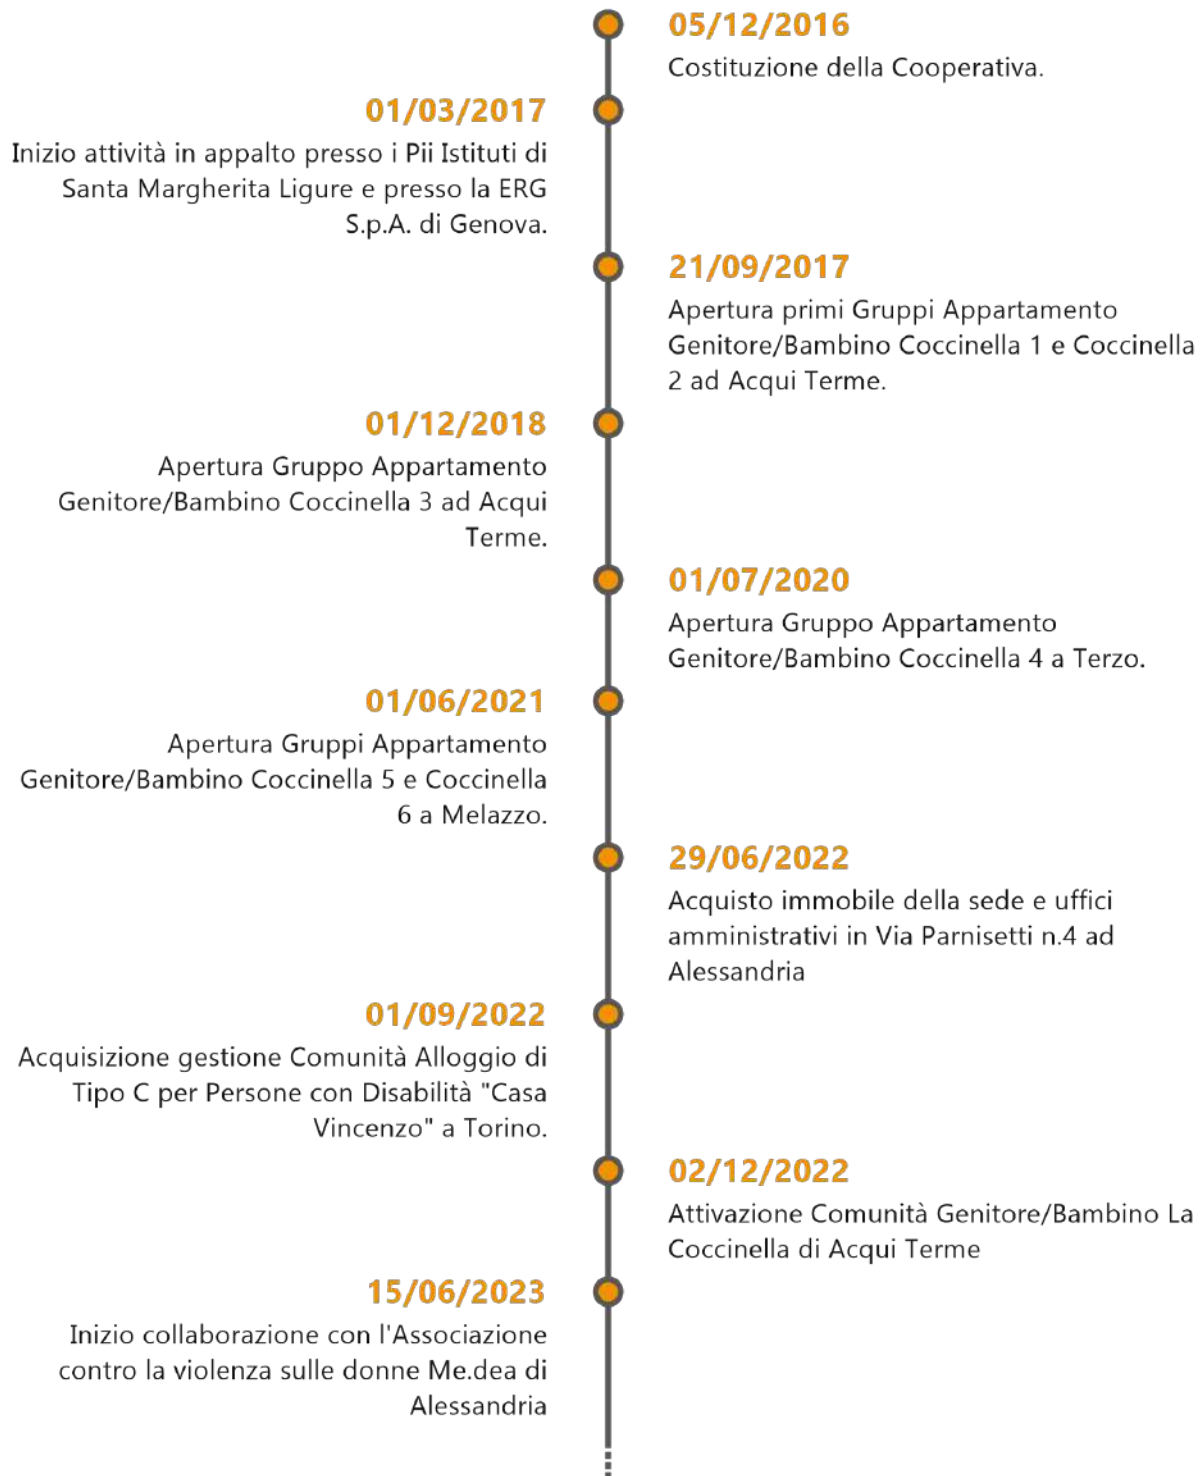 05/12/2016
Costituzione della Cooperativa.
01/03/2017
Inizio attività in appalto presso i Pii Istituti di
Santa Margherita Ligure e presso la ERG
S.p.A. di Genova.
21/09/2017
Apertura primi Gruppi Appartamento
Genitore/Bambino Coccinella 1 e Coccinella
2 ad Acqui Terme.
01/12/2018
Apertura Gruppo Appartamento
Genitore/Bambino Coccinella 3 ad Acqui
Terme.
01/07/2020
Apertura Gruppo Appartamento
Genitore/Bambino Coccinella 4 a Terzo.
01/06/2021
Apertura Gruppi Appartamento
Genitore/Bambino Coccinella 5 e Coccinella
6 a Melazzo.
29/06/2022
Acquisto immobile della sede e uffici
amministrativi in Via Parnisetti n.4 ad
Alessandria
01/09/2022
Acquisizione gestione Comunità Alloggio di
Tipo C per Persone con Disabilità "Casa
Vincenzo" a Torino.
02/12/2022
Attivazione Comunità Genitore/Bambino La
Coccinella di Acqui Terme
15/06/2023
Inizio collaborazione con l'Associazione
contro la violenza sulle donne Me.dea di
Alessandria